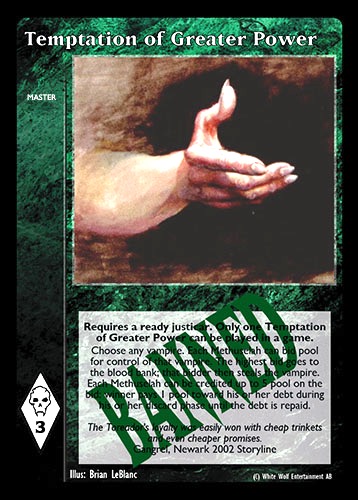 Temptation of Greater Power
MASTER
Requires a ready justicar. Only one Temptation
of Greater Power can be played in a game.
Choose any vampire. Each Methuselah can bid pool
for control of that vampire. The highest bid goes to
the blood bank; that bidder then steals the vampire.
Each Methuselah can be credited up to 5 pool on the
bid; winner pays 1 pool toward his or her debt during
his or her discard phase until the debt is repaid.
The Toreador's loyalty was easily won with cheap trinkets
and even cheaper promises.
Cangrel, Newark 2002 Storyline
BANNED
3
Illus: Brian LeBlanc
(C) White Wolf Entertainment AB